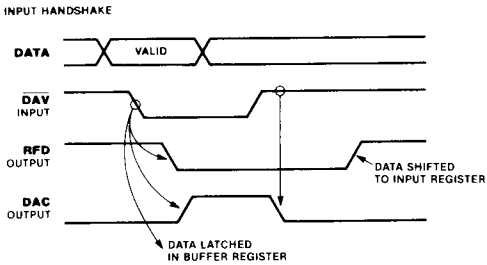 INPUT HANDSHAKE
DATA
VALID
DAV
INPUT
RFD
OUTPUT
DATA SHIFTED
TO INPUT REGISTER
DAC
OUTPUT
DATA LATCHED
IN BUFFER REGISTER